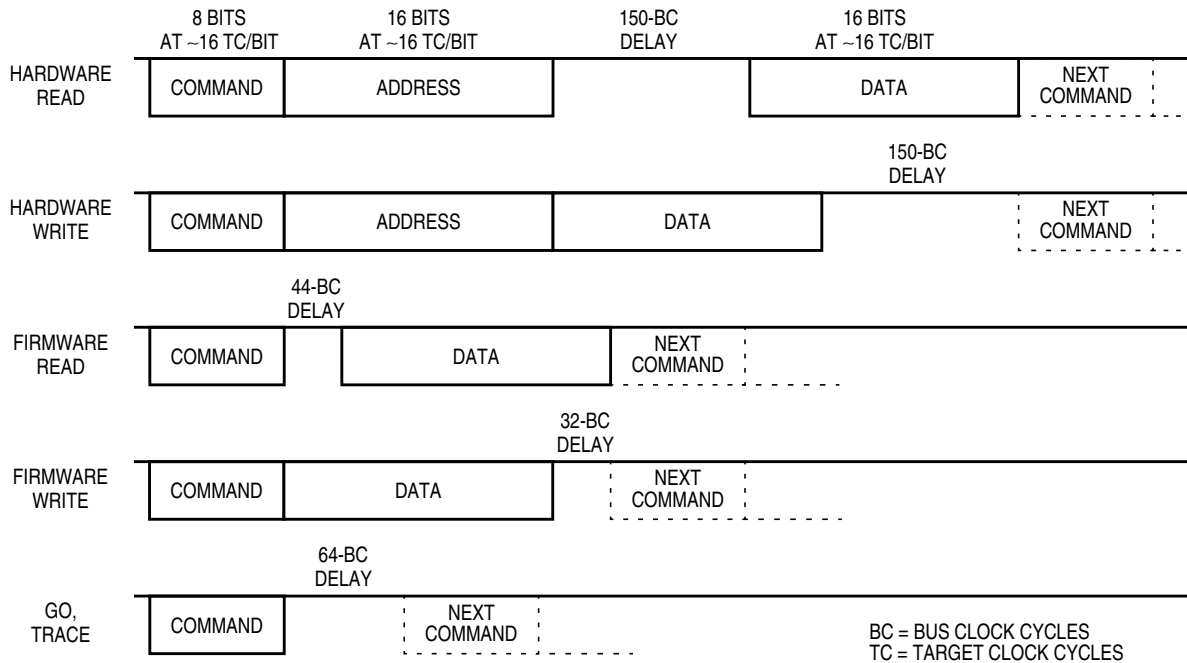 8 BITS
AT ~16 TC/BIT
16 BITS
AT ~16 TC/BIT
150-BC
DELAY
16 BITS
AT ~16 TC/BIT
HARDWARE
READ
COMMAND
ADDRESS
DATA
NEXT
COMMAND
150-BC
DELAY
HARDWARE
WRITE
COMMAND
ADDRESS
DATA
NEXT
COMMAND
44-BC
DELAY
FIRMWARE
READ
COMMAND
DATA
NEXT
COMMAND
32-BC
DELAY
FIRMWARE
WRITE
COMMAND
DATA
NEXT
COMMAND
64-BC
DELAY
GO,
TRACE
COMMAND
NEXT
COMMAND
BC = BUS CLOCK CYCLES
TC = TARGET CLOCK CYCLES